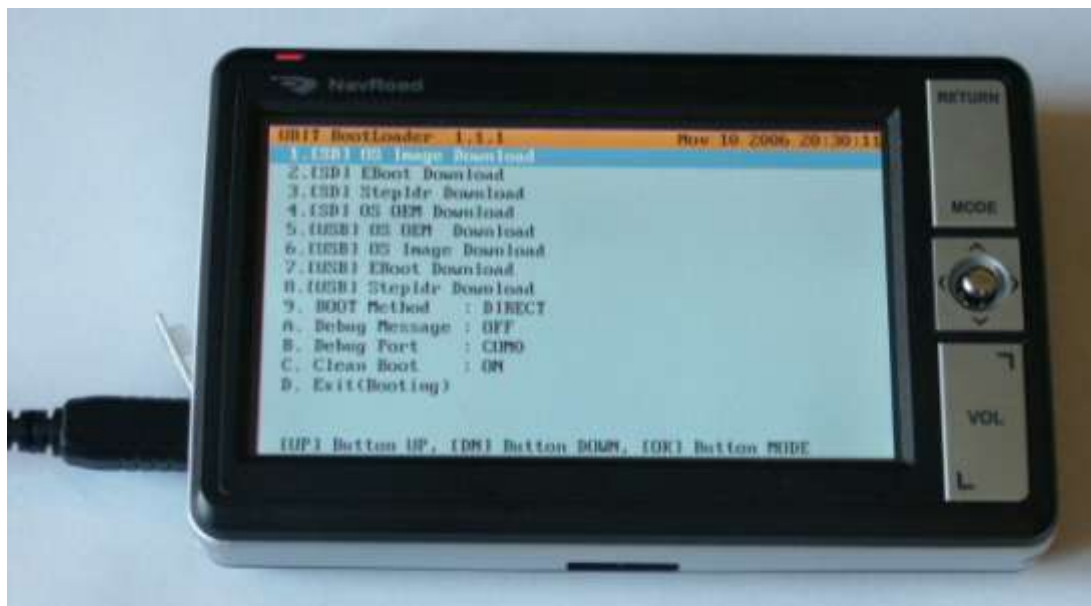 NavRoad
UBIT BootLoader 1.1.1 Nov 10 2006 20:30:11
1.[SD] OS Image Download
2.[SD] EBoot Download
3.[SD] Stepldr Download
4.[SD] OS OEM Download
5.[USB] OS OEM Download
6.[USB] OS Image Download
7.[USB] EBoot Download
8.[USB] Stepldr Download
9. BOOT Method : DIRECT
A. Debug Message : OFF
B. Debug Port : COM0
C. Clean Boot : ON
D. Exit(Booting)
[UP] Button UP, [DN] Button DOWN, [OK] Button MODE
RETURN
MODE
VOL